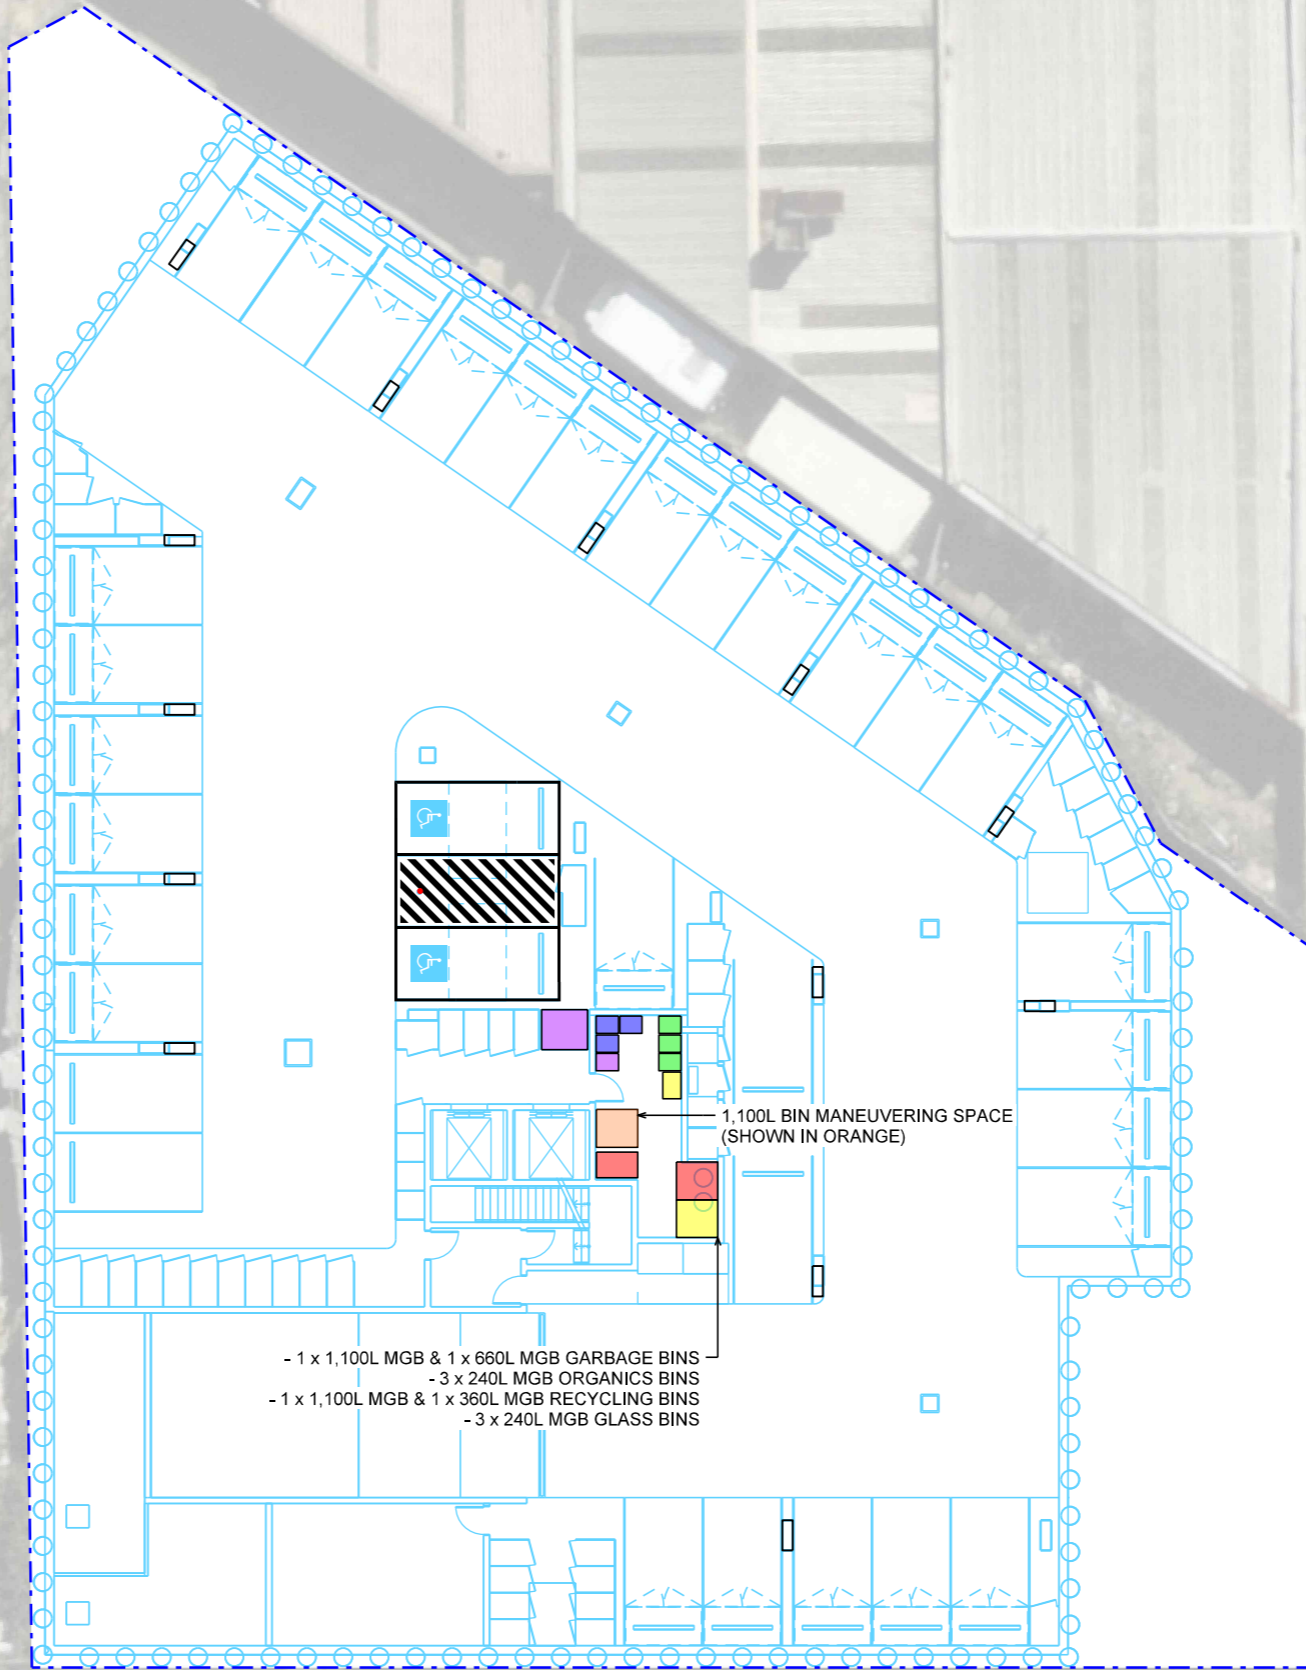 1,100L BIN MANEUVERING SPACE
(SHOWN IN ORANGE)
- 1 x 1,100L MGB & 1 x 660L MGB GARBAGE BINS
- 3 x 240L MGB ORGANICS BINS
- 1 x 1,100L MGB & 1 x 360L MGB RECYCLING BINS
- 3 x 240L MGB GLASS BINS